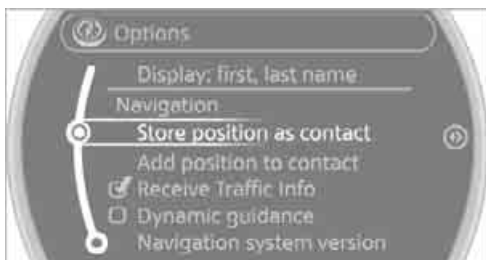 Options
Display: first, last name
Navigation
Store position as contact
Add position to contact
Receive Traffic Info
Dynamic guidance
Navigation system version